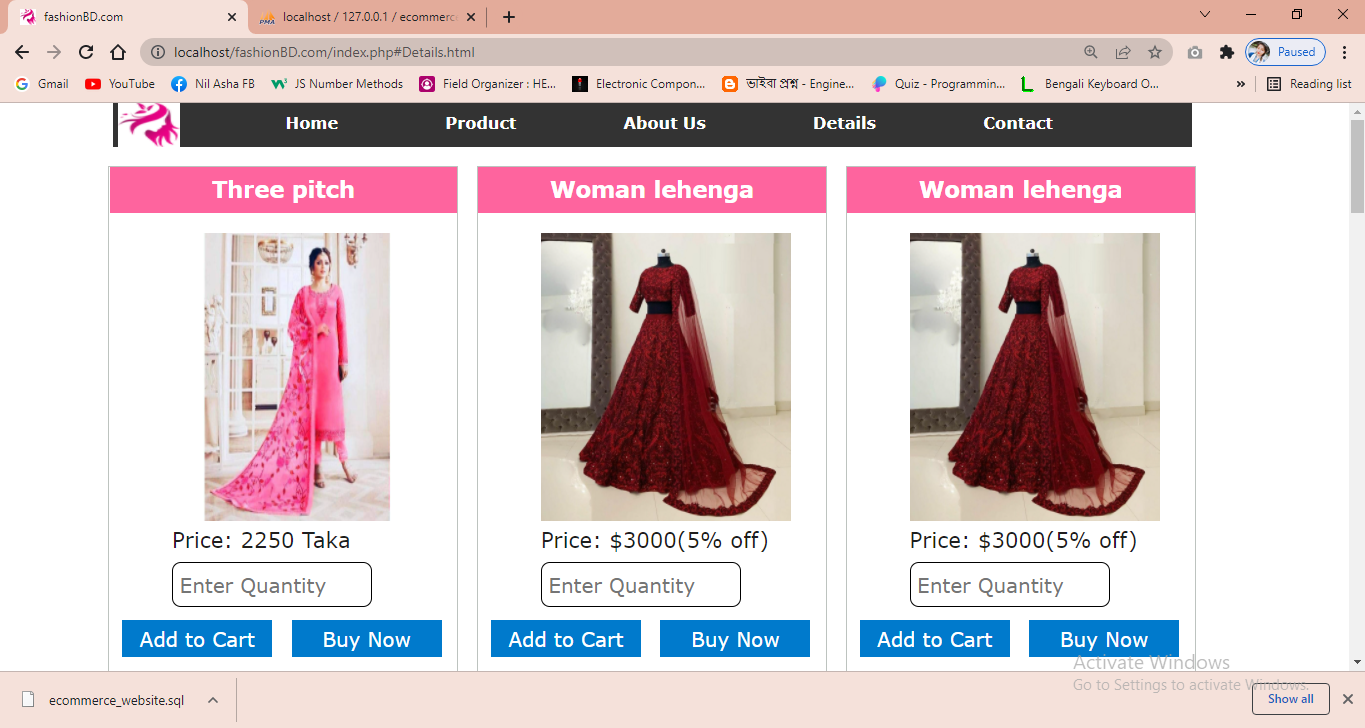 fashionBD.com
localhost / 127.0.0.1 / ecommerc
localhost/fashionBD.com/index.php#Details.html
Paused
Gmail YouTube Nil Asha FB JS Number Methods Field Organizer : HE... Electronic Compon... ভাইবা প্রশ্ন - Engine... Quiz - Programmin... Bengali Keyboard O... » Reading list
Home Product About Us Details Contact
Three pitch
Woman lehenga
Woman lehenga
Price: 2250 Taka
Price: $3000(5% off)
Price: $3000(5% off)
Enter Quantity
Enter Quantity
Enter Quantity
Add to Cart Buy Now
Add to Cart Buy Now
Add to Cart Buy Now
Activate Windows
Go to Settings to activate Windows.
ecommerce_website.sql
Show all